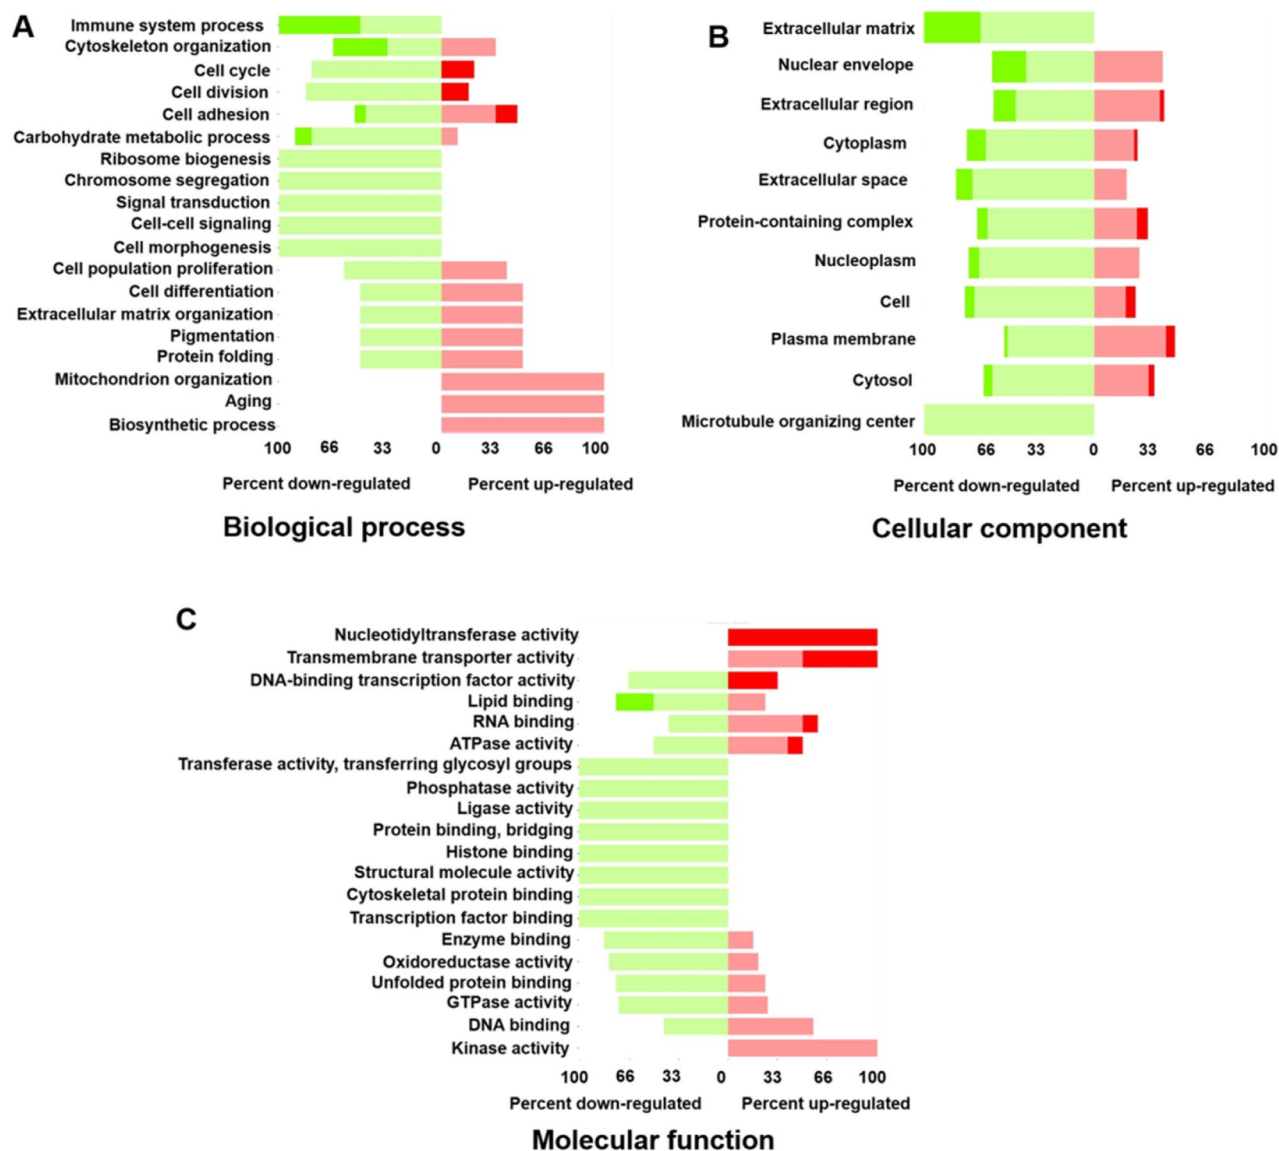 A
Immune system process
Cytoskeleton organization
Cell cycle
Cell division
Cell adhesion
Carbohydrate metabolic process
Ribosome biogenesis
Chromosome segregation
Signal transduction
Cell-cell signaling
Cell morphogenesis
Cell population proliferation
Cell differentiation
Extracellular matrix organization
Pigmentation
Protein folding
Mitochondrion organization
Aging
Biosynthetic process
100 66 33 0 33 66 100
Percent down-regulated Percent up-regulated
Biological process
B
Extracellular matrix
Nuclear envelope
Extracellular region
Cytoplasm
Extracellular space
Protein-containing complex
Nucleoplasm
Cell
Plasma membrane
Cytosol
Microtubule organizing center
100 66 33 0 33 66 100
Percent down-regulated Percent up-regulated
Cellular component
C
Nucleotidyltransferase activity
Transmembrane transporter activity
DNA-binding transcription factor activity
Lipid binding
RNA binding
ATPase activity
Transferase activity, transferring glycosyl groups
Phosphatase activity
Ligase activity
Protein binding, bridging
Histone binding
Structural molecule activity
Cytoskeletal protein binding
Transcription factor binding
Enzyme binding
Oxidoreductase activity
Unfolded protein binding
GTPase activity
DNA binding
Kinase activity
100 66 33 0 33 66 100
Percent down-regulated Percent up-regulated
Molecular function